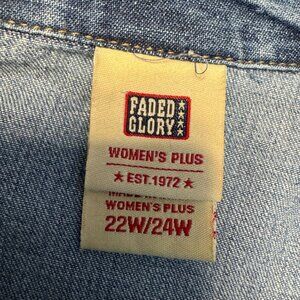 FADED
GLORY
WOMEN'S PLUS
★ EST.1972 ★
WOMEN'S PLUS
22W/24W